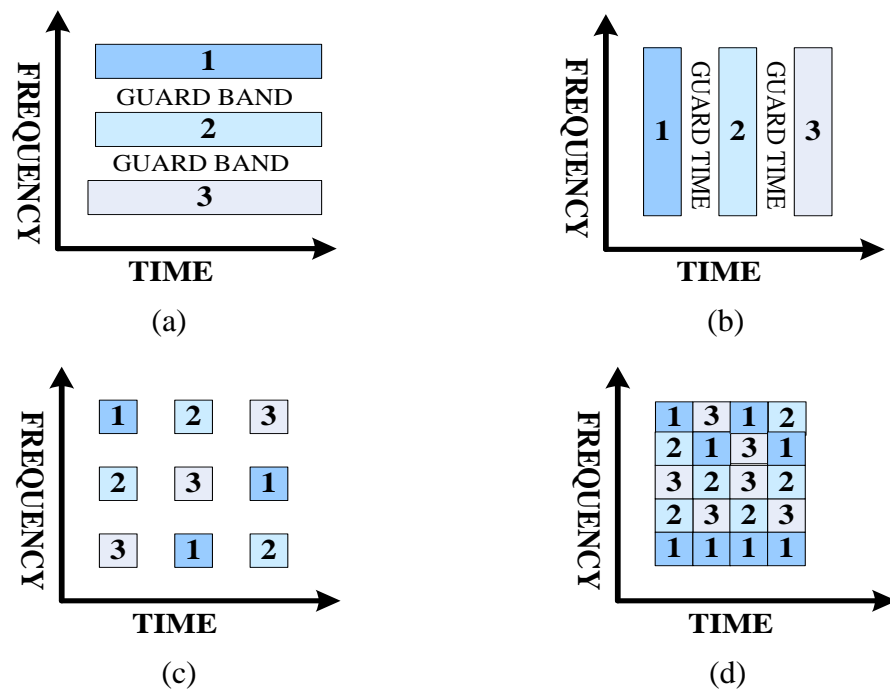 FREQUENCY
1
GUARD BAND
2
GUARD BAND
3
TIME
(a)
FREQUENCY
1
GUARD TIME
2
GUARD TIME
3
TIME
(b)
FREQUENCY
1 2 3
2 3 1
3 1 2
TIME
(c)
FREQUENCY
1 3 1 2
2 1 3 1
3 2 3 2
2 3 2 3
1 1 1 1
TIME
(d)